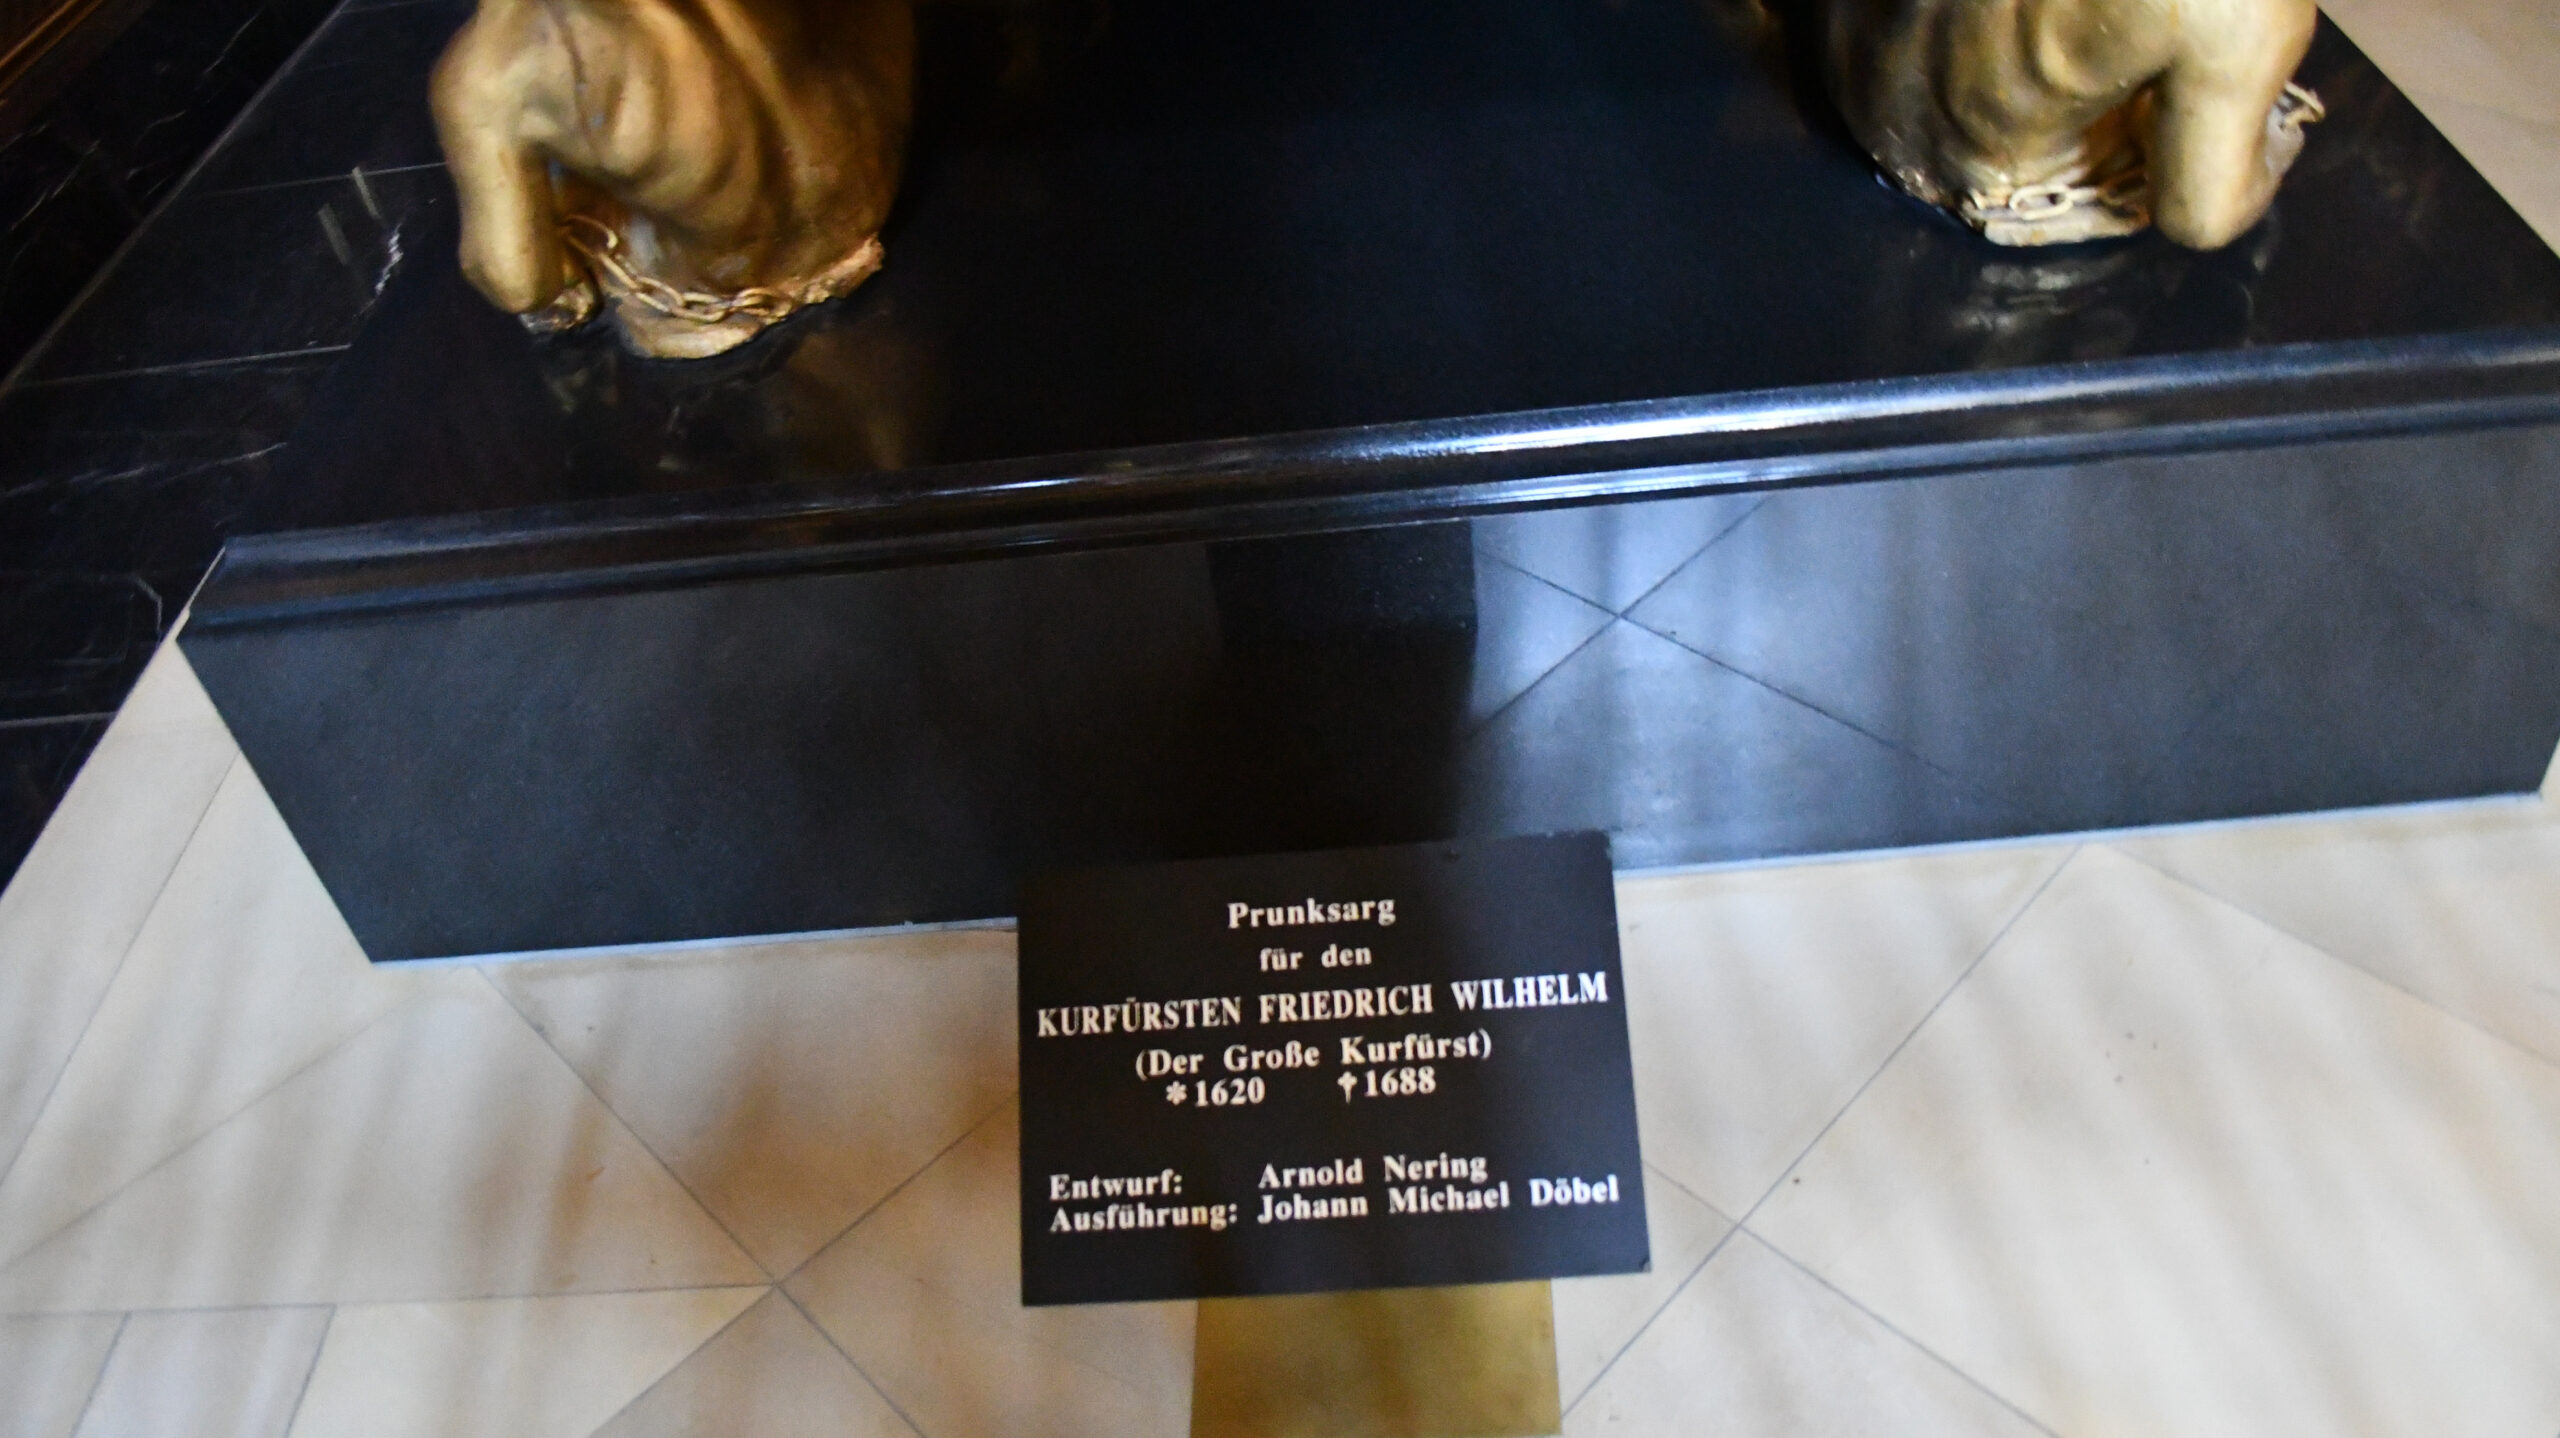 Prunksarg
für den
KURFÜRSTEN FRIEDRICH WILHELM
(Der Große Kurfürst)
*1620 †1688
Entwurf: Arnold Nering
Ausführung: Johann Michael Döbel